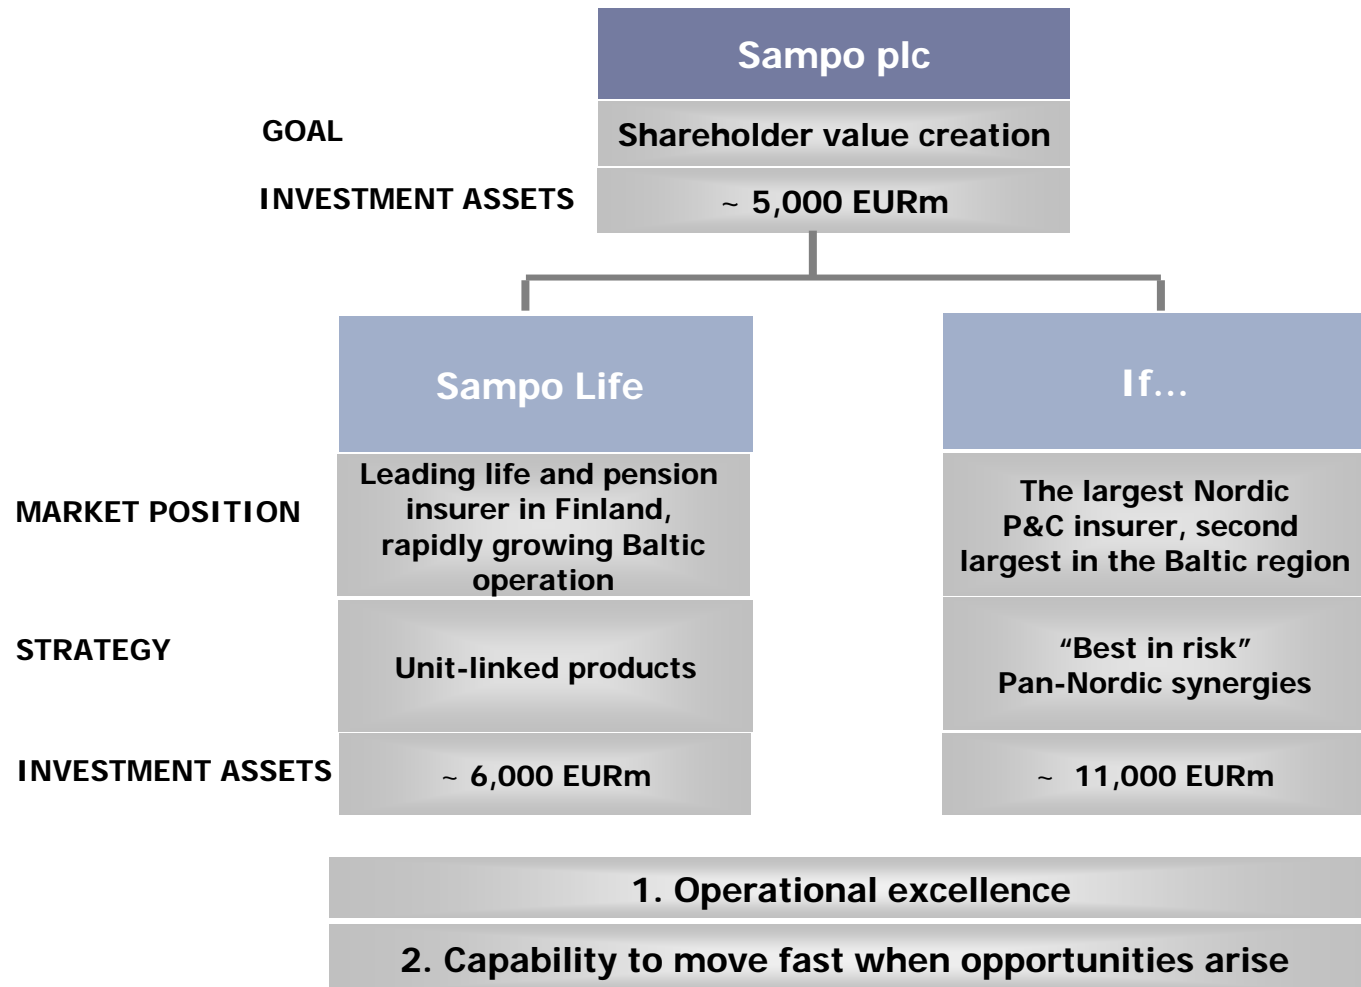 Sampo plc
GOAL
Shareholder value creation
INVESTMENT ASSETS
~ 5,000 EURm
Sampo Life
If...
MARKET POSITION
Leading life and pension
insurer in Finland,
rapidly growing Baltic
operation
The largest Nordic
P&C insurer, second
largest in the Baltic region
STRATEGY
Unit-linked products
“Best in risk”
Pan-Nordic synergies
INVESTMENT ASSETS
~ 6,000 EURm
~ 11,000 EURm
1. Operational excellence
2. Capability to move fast when opportunities arise